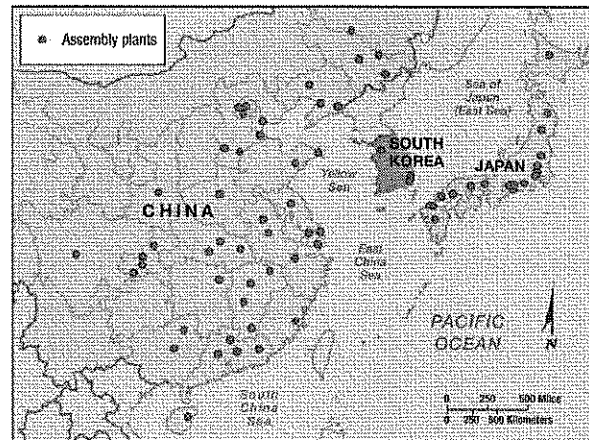 Assembly plants
Sea of
Japan
(East Sea)
SOUTH
KOREA
JAPAN
Yellow
Sea
CHINA
East
China
Sea
PACIFIC
OCEAN
N
South
China
Sea
0 250 500 Miles
0 250 500 Kilometers